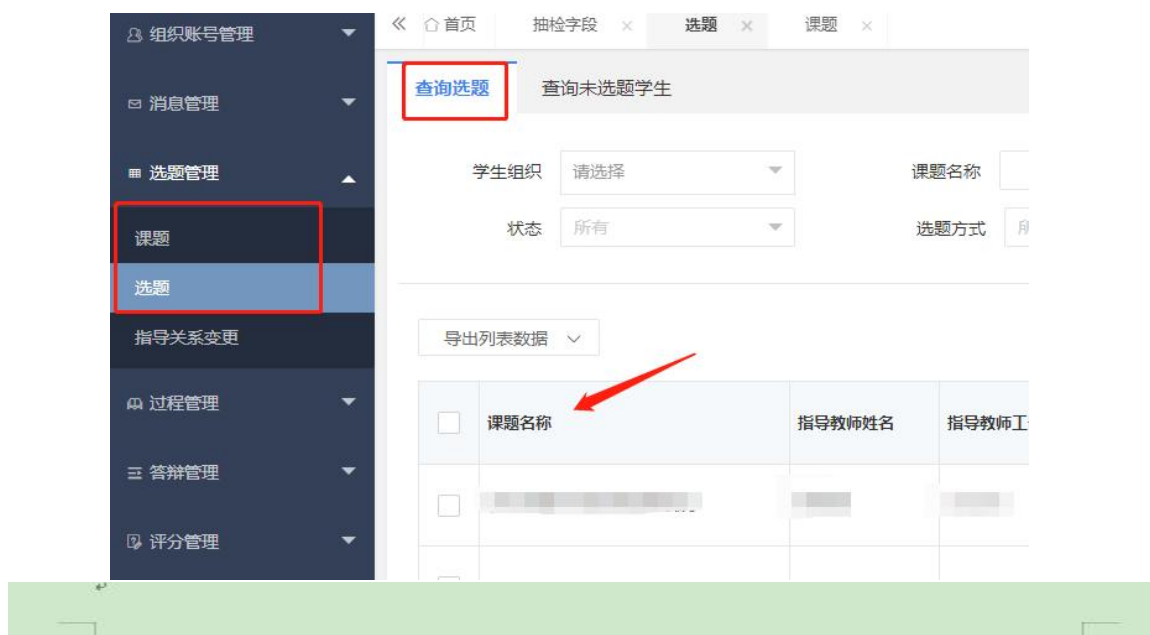 组织账号管理
消息管理
选题管理
课题
选题
指导关系变更
过程管理
答辩管理
评分管理
首页 抽检字段 选题 课题
查询选题 查询未选题学生
学生组织 请选择 课题名称
状态 所有 选题方式
导出列表数据
课题名称 指导教师姓名 指导教师工